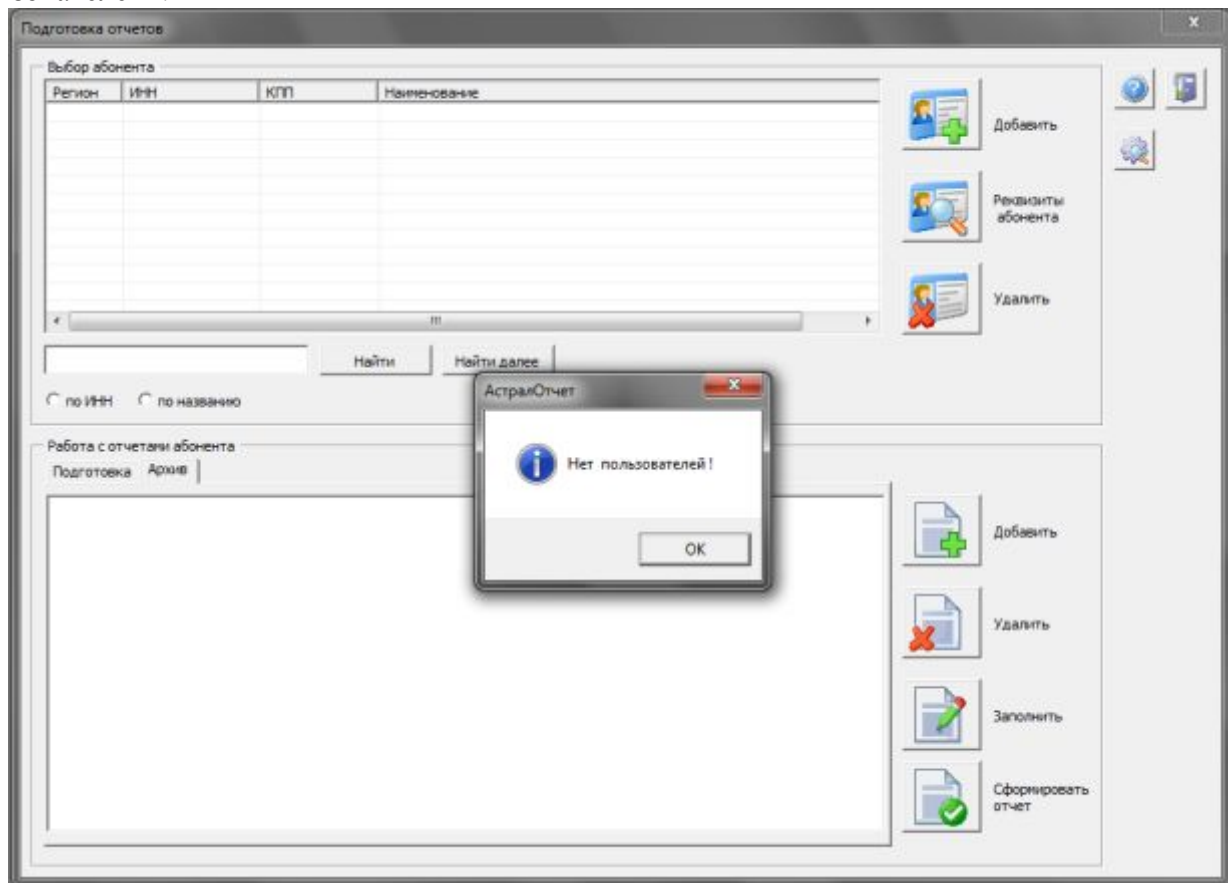 Подготовка отчетов
x
Выбор абонента
Регион ИНН КПП Наименование
Добавить
Реквизиты
абонента
Удалить
Найти Найти далее
по ИНН по названию
АстралОтчет
Нет пользователей!
OK
Работа с отчетами абонента
Подготовка Архив
Добавить
Удалить
Заполнить
Сформировать
отчет